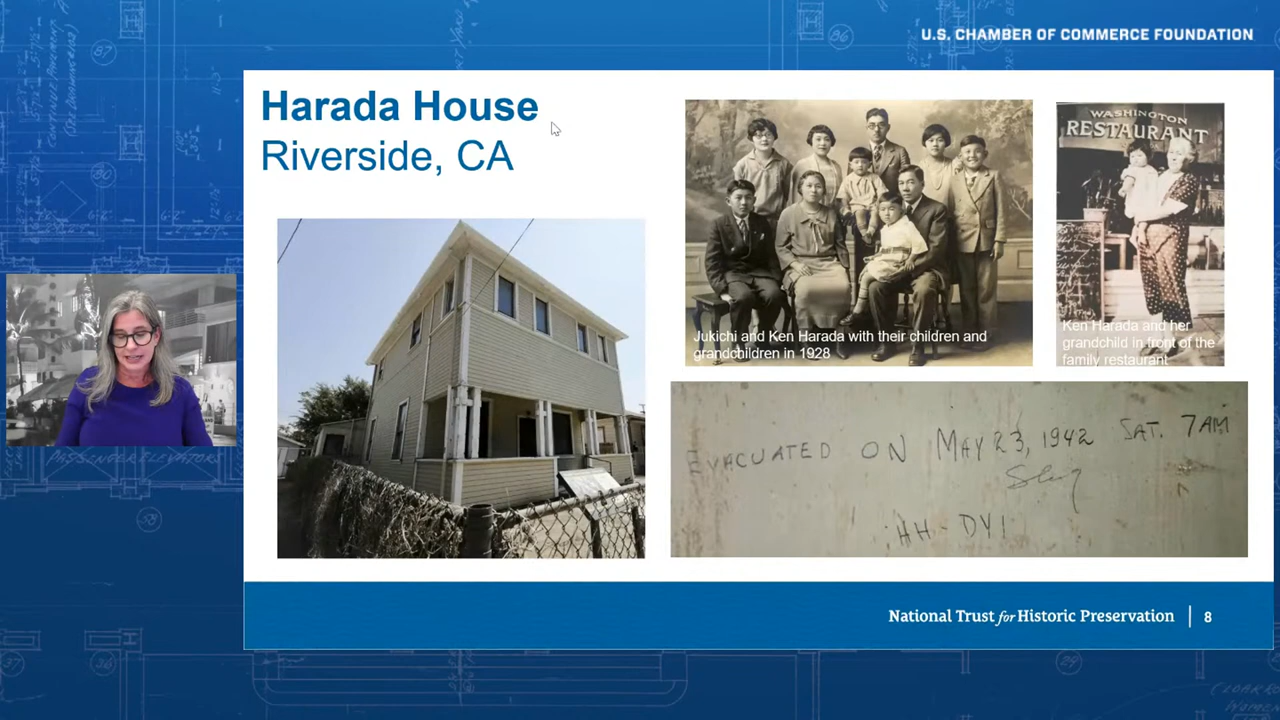 U.S. CHAMBER OF COMMERCE FOUNDATION
Harada House
Riverside, CA
WASHINGTON
RESTAURANT
Jukichi and Ken Harada with their children and
grandchildren in 1928
Ken Harada and her
grandchild in front of the
family restaurant
EVACUATED ON MAY 23, 1942 SAT. 7AM
PASSENGER ELEVATORS
National Trust for Historic Preservation | 8